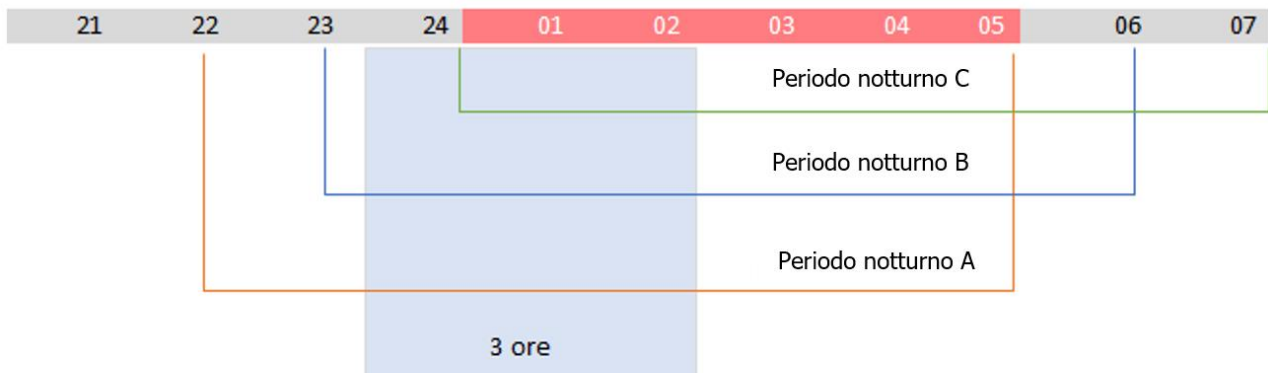 21 22 23 24 01 02 03 04 05 06 07
Periodo notturno C
Periodo notturno B
Periodo notturno A
3 ore